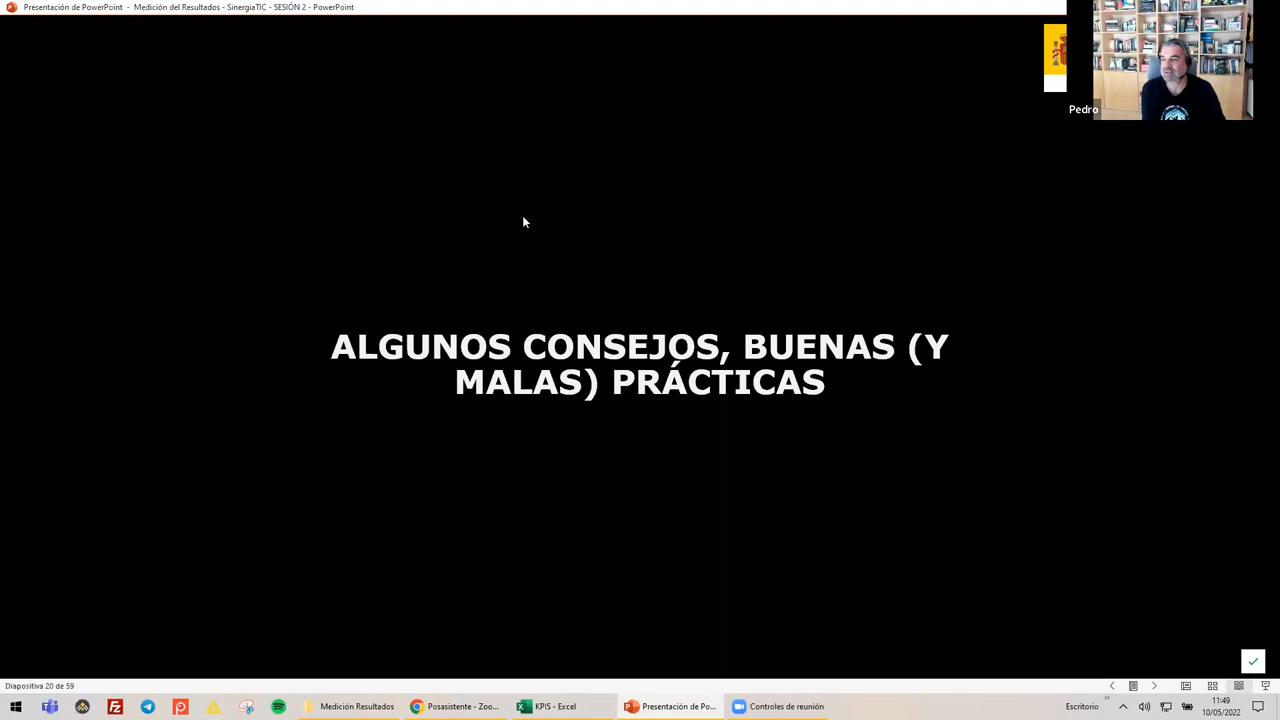 Presentación de PowerPoint - Medición del Resultados - SinergiaTIC - SESIÓN 2 - PowerPoint
Pedro
ALGUNOS CONSEJOS, BUENAS (Y
MALAS) PRÁCTICAS
Diapositiva 20 de 59
Medición Resultados
Posasistente - Zoo...
KPIS - Excel
Presentación de Po...
Controles de reunión
Escritorio
11:49
10/05/2022